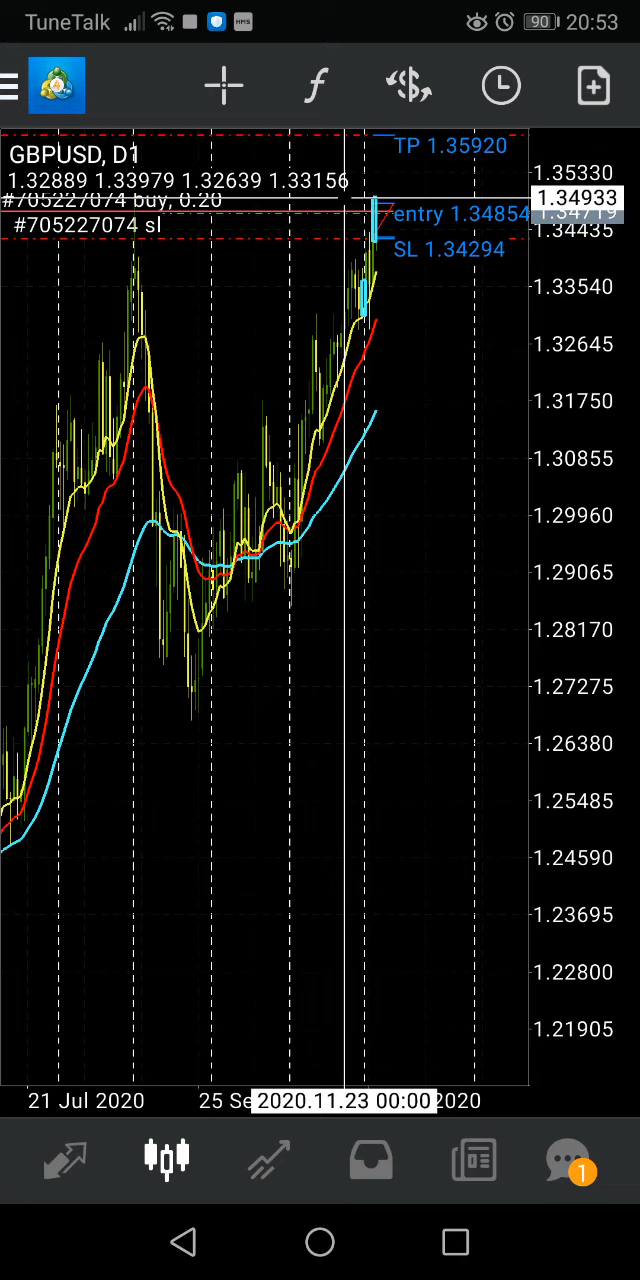 TuneTalk
HMS
90
20:53
f
TP 1.35920
GBPUSD, D1
1.32889 1.33979 1.32639 1.33156
#705227074 buy, 0.20
entry 1.34854
#705227074 sl
SL 1.34294
1.35330
1.34933
1.34719
1.34435
1.33540
1.32645
1.31750
1.30855
1.29960
1.29065
1.28170
1.27275
1.26380
1.25485
1.24590
1.23695
1.22800
1.21905
21 Jul 2020
25 Se
2020.11.23 00:00
2020
1